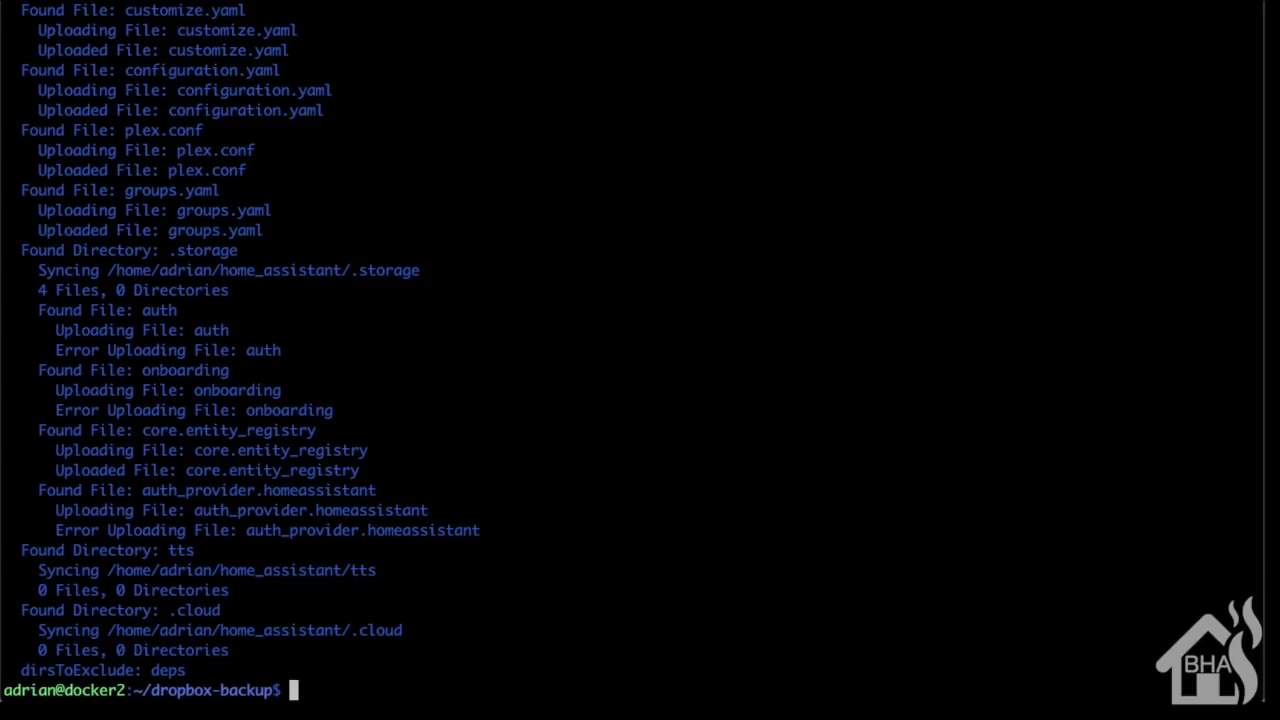 Found File: customize.yaml
Uploading File: customize.yaml
Uploaded File: customize.yaml
Found File: configuration.yaml
Uploading File: configuration.yaml
Uploaded File: configuration.yaml
Found File: plex.conf
Uploading File: plex.conf
Uploaded File: plex.conf
Found File: groups.yaml
Uploading File: groups.yaml
Uploaded File: groups.yaml
Found Directory: .storage
Syncing /home/adrian/home_assistant/.storage
4 Files, 0 Directories
Found File: auth
Uploading File: auth
Error Uploading File: auth
Found File: onboarding
Uploading File: onboarding
Error Uploading File: onboarding
Found File: core.entity_registry
Uploading File: core.entity_registry
Uploaded File: core.entity_registry
Found File: auth_provider.homeassistant
Uploading File: auth_provider.homeassistant
Error Uploading File: auth_provider.homeassistant
Found Directory: tts
Syncing /home/adrian/home_assistant/tts
0 Files, 0 Directories
Found Directory: .cloud
Syncing /home/adrian/home_assistant/.cloud
0 Files, 0 Directories
dirsToExclude: deps
adrian@docker2:~/dropbox-backup$
BHA